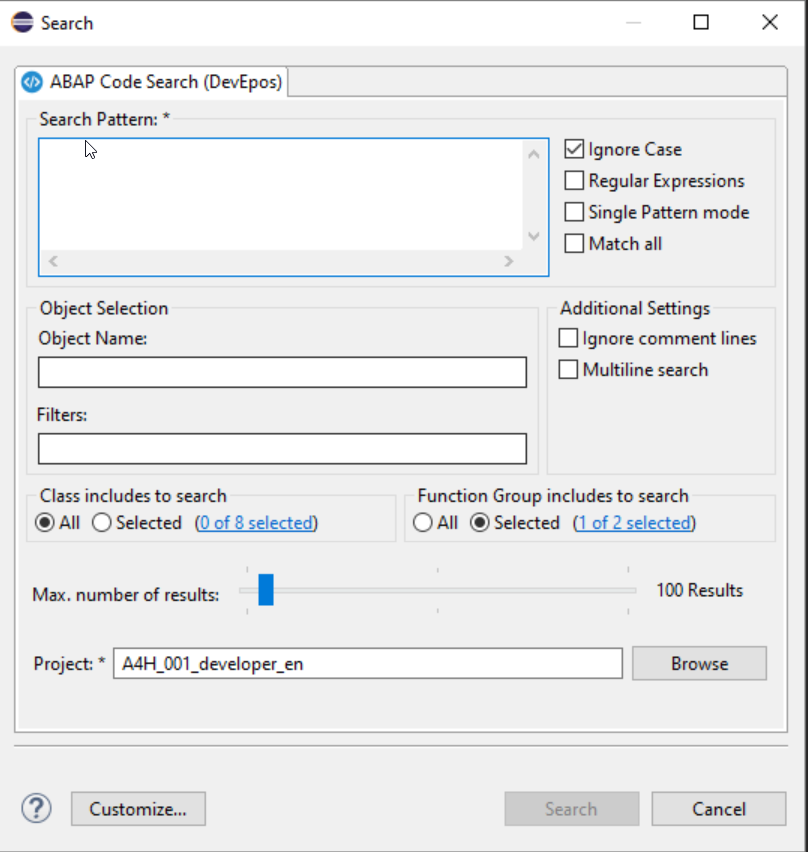 Search
ABAP Code Search (DevEpos)
Search Pattern: *
Ignore Case
Regular Expressions
Single Pattern mode
Match all
Object Selection
Object Name:
Filters:
Additional Settings
Ignore comment lines
Multiline search
Class includes to search
All Selected (0 of 8 selected)
Function Group includes to search
All Selected (1 of 2 selected)
Max. number of results: 100 Results
Project: * A4H_001_developer_en Browse
? Customize... Search Cancel